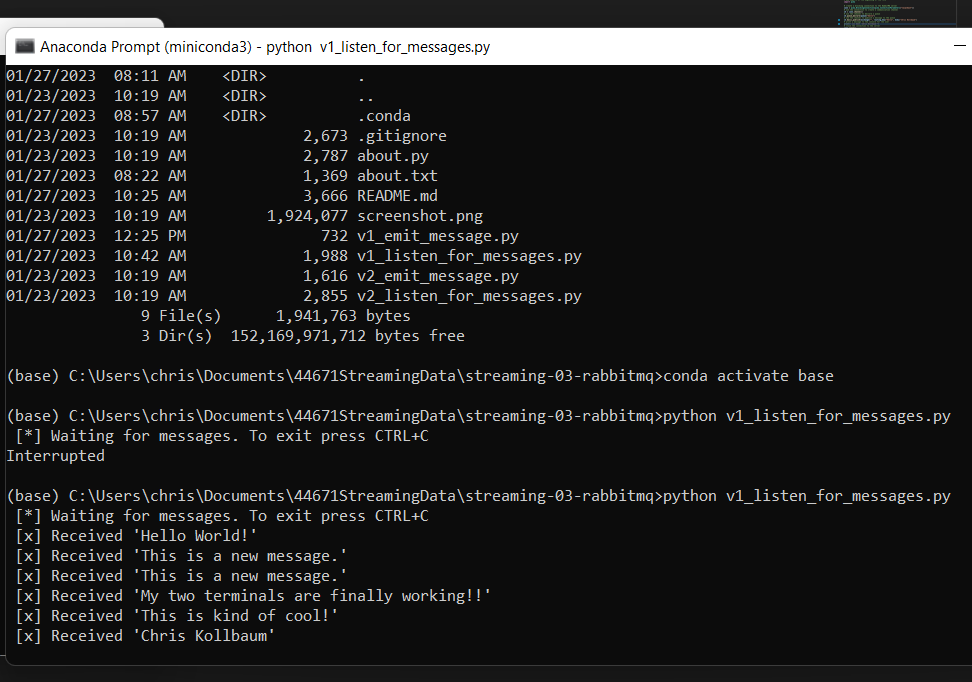 Anaconda Prompt (miniconda3) - python  v1_listen_for_messages.py
01/27/2023  08:11 AM    <DIR>          .
01/23/2023  10:19 AM    <DIR>          ..
01/27/2023  08:57 AM    <DIR>          .conda
01/23/2023  10:19 AM             2,673 .gitignore
01/23/2023  10:19 AM             2,787 about.py
01/27/2023  08:22 AM             1,369 about.txt
01/27/2023  10:25 AM             3,666 README.md
01/23/2023  10:19 AM         1,924,077 screenshot.png
01/27/2023  12:25 PM               732 v1_emit_message.py
01/27/2023  10:42 AM             1,988 v1_listen_for_messages.py
01/23/2023  10:19 AM             1,616 v2_emit_message.py
01/23/2023  10:19 AM             2,855 v2_listen_for_messages.py
               9 File(s)      1,941,763 bytes
               3 Dir(s)  152,169,971,712 bytes free
(base) C:\Users\chris\Documents\44671StreamingData\streaming-03-rabbitmq>conda activate base
(base) C:\Users\chris\Documents\44671StreamingData\streaming-03-rabbitmq>python v1_listen_for_messages.py
 [*] Waiting for messages. To exit press CTRL+C
Interrupted
(base) C:\Users\chris\Documents\44671StreamingData\streaming-03-rabbitmq>python v1_listen_for_messages.py
 [*] Waiting for messages. To exit press CTRL+C
 [x] Received 'Hello World!'
 [x] Received 'This is a new message.'
 [x] Received 'This is a new message.'
 [x] Received 'My two terminals are finally working!!'
 [x] Received 'This is kind of cool!'
 [x] Received 'Chris Kollbaum'